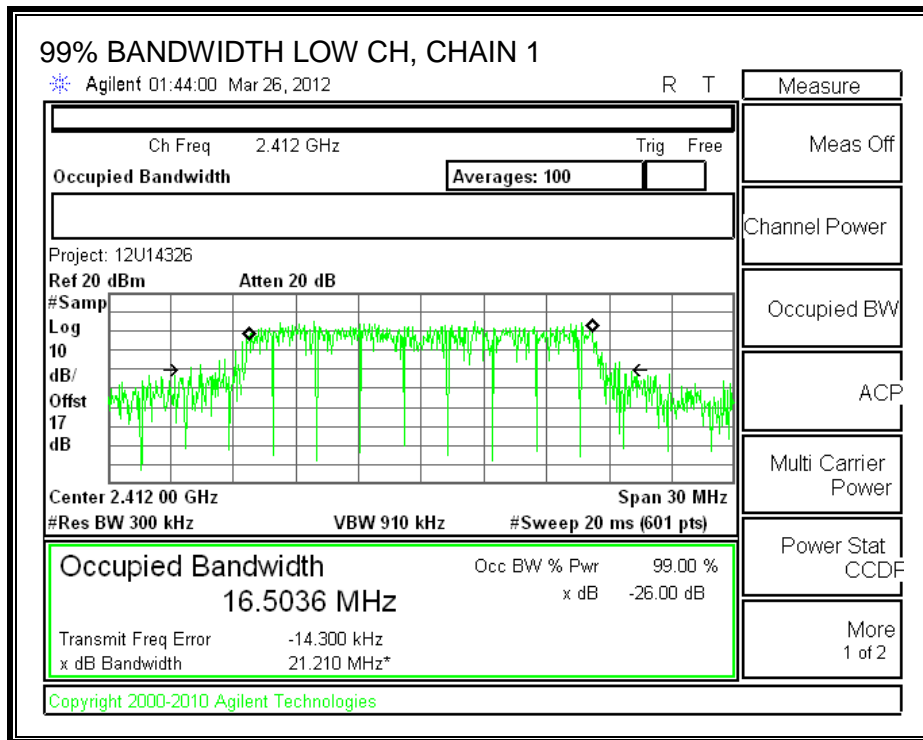 99% BANDWIDTH LOW CH, CHAIN 1
Agilent 01:44:00 Mar 26, 2012 R T
Measure
Ch Freq 2.412 GHz Trig Free
Meas Off
Occupied Bandwidth Averages: 100
Channel Power
Project: 12U14326
Ref 20 dBm Atten 20 dB
#Samp
Log
10
dB/
Offst
17
dB
Occupied BW
ACP
Multi Carrier
Power
Center 2.412 00 GHz Span 30 MHz
#Res BW 300 kHz VBW 910 kHz #Sweep 20 ms (601 pts)
Power Stat
CCDF
Occupied Bandwidth Occ BW % Pwr 99.00 %
16.5036 MHz x dB -26.00 dB
Transmit Freq Error -14.300 kHz
x dB Bandwidth 21.210 MHz*
More
1 of 2
Copyright 2000-2010 Agilent Technologies